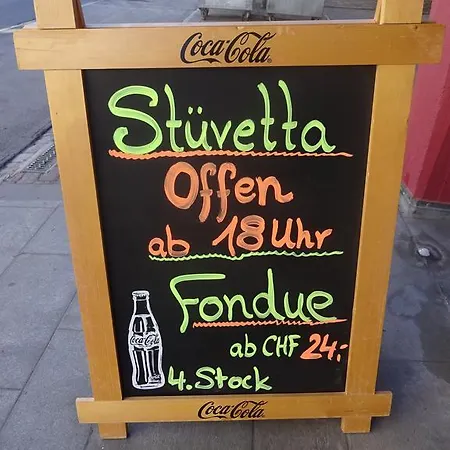 Coca-Cola
Stüvetta
Offen
ab 18 Uhr
Fondue
ab CHF 24.-
Coca-Cola
4. Stock
Coca-Cola